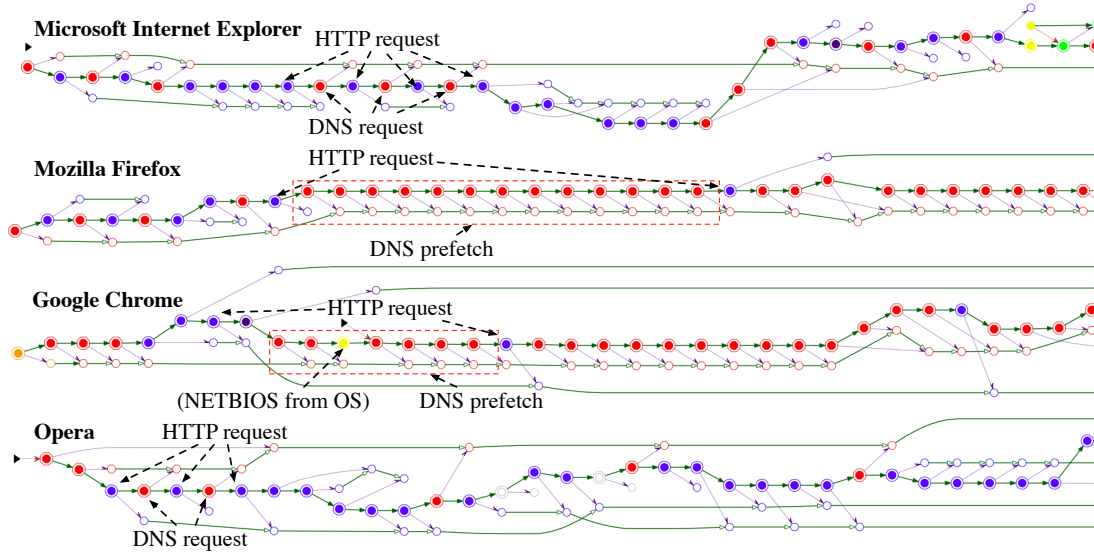 Microsoft Internet Explorer
HTTP request
DNS request
Mozilla Firefox
HTTP request
DNS prefetch
Google Chrome
HTTP request
(NETBIOS from OS)
DNS prefetch
Opera
HTTP request
DNS request